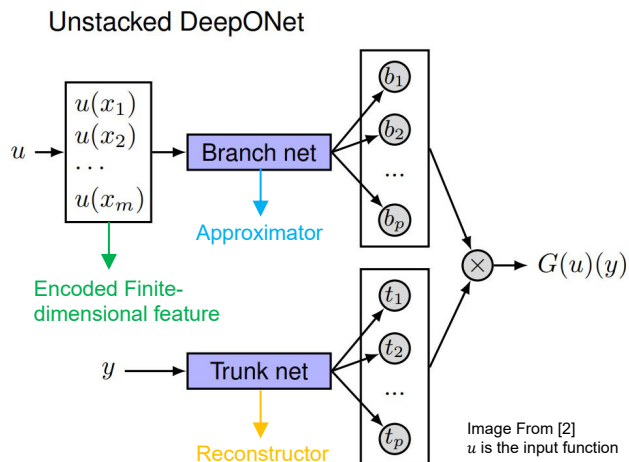 Unstacked DeepONet
u
u(x₁)
u(x₂)
...
u(xₘ)
Branch net
b₁
b₂
...
bₚ
Approximator
Encoded Finite-
dimensional feature
×
G(u)(y)
y
Trunk net
t₁
t₂
...
tₚ
Reconstructor
Image From [2]
u is the input function